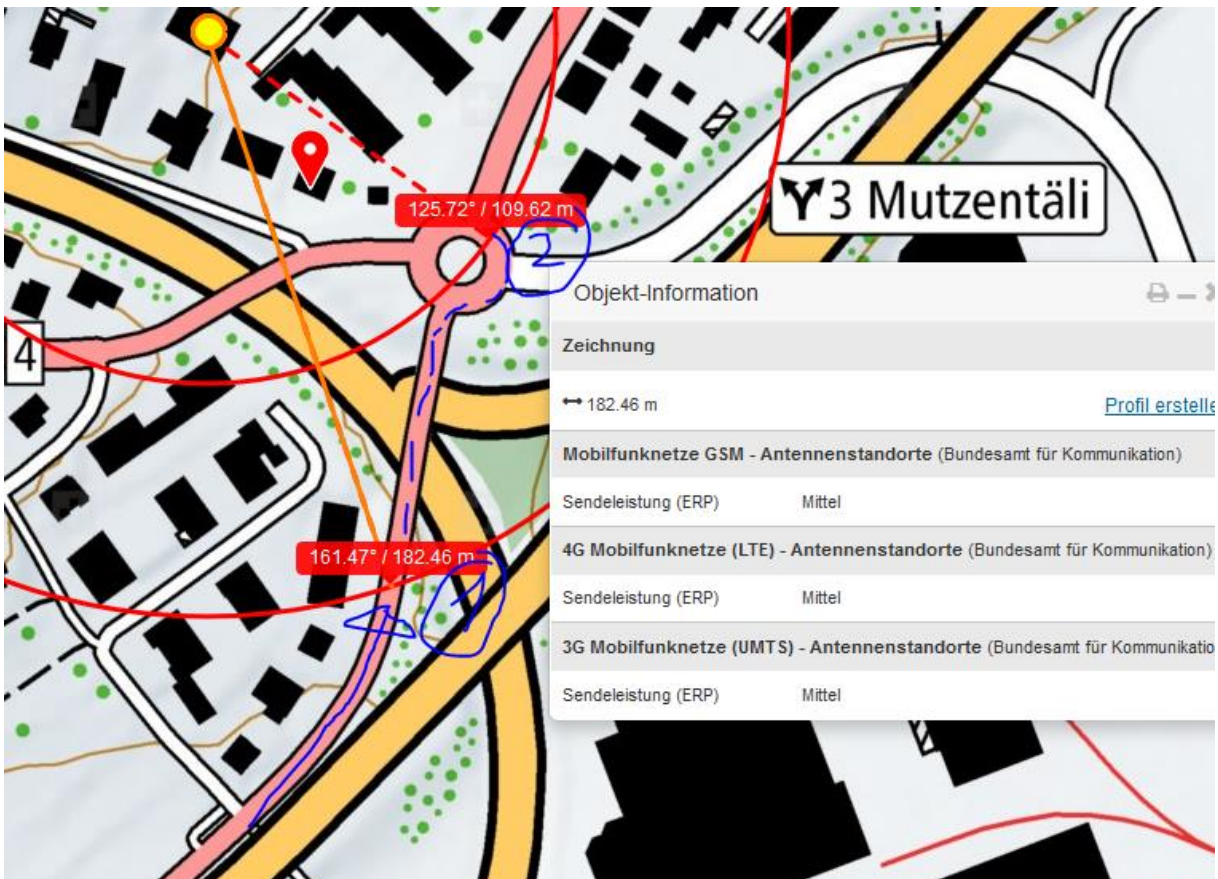 125.72° / 109.62 m
2
3 Mutzentäli
4
161.47° / 182.46 m
1
Objekt-Information
Zeichnung
182.46 m
Profil erstelle
Mobilfunknetze GSM - Antennenstandorte (Bundesamt für Kommunikation)
Sendeleistung (ERP) Mittel
4G Mobilfunknetze (LTE) - Antennenstandorte (Bundesamt für Kommunikation)
Sendeleistung (ERP) Mittel
3G Mobilfunknetze (UMTS) - Antennenstandorte (Bundesamt für Kommunikatio
Sendeleistung (ERP) Mittel